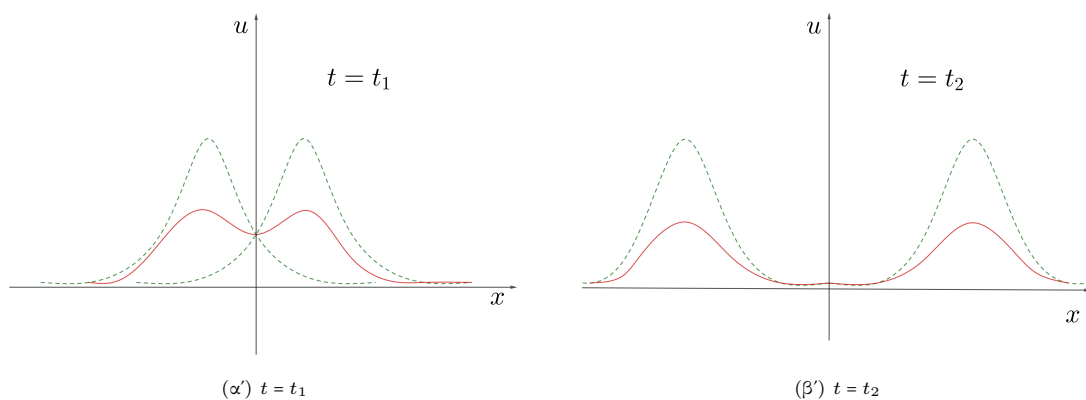 u
t = t₁
x
(α′) t = t₁
u
t = t₂
x
(β′) t = t₂